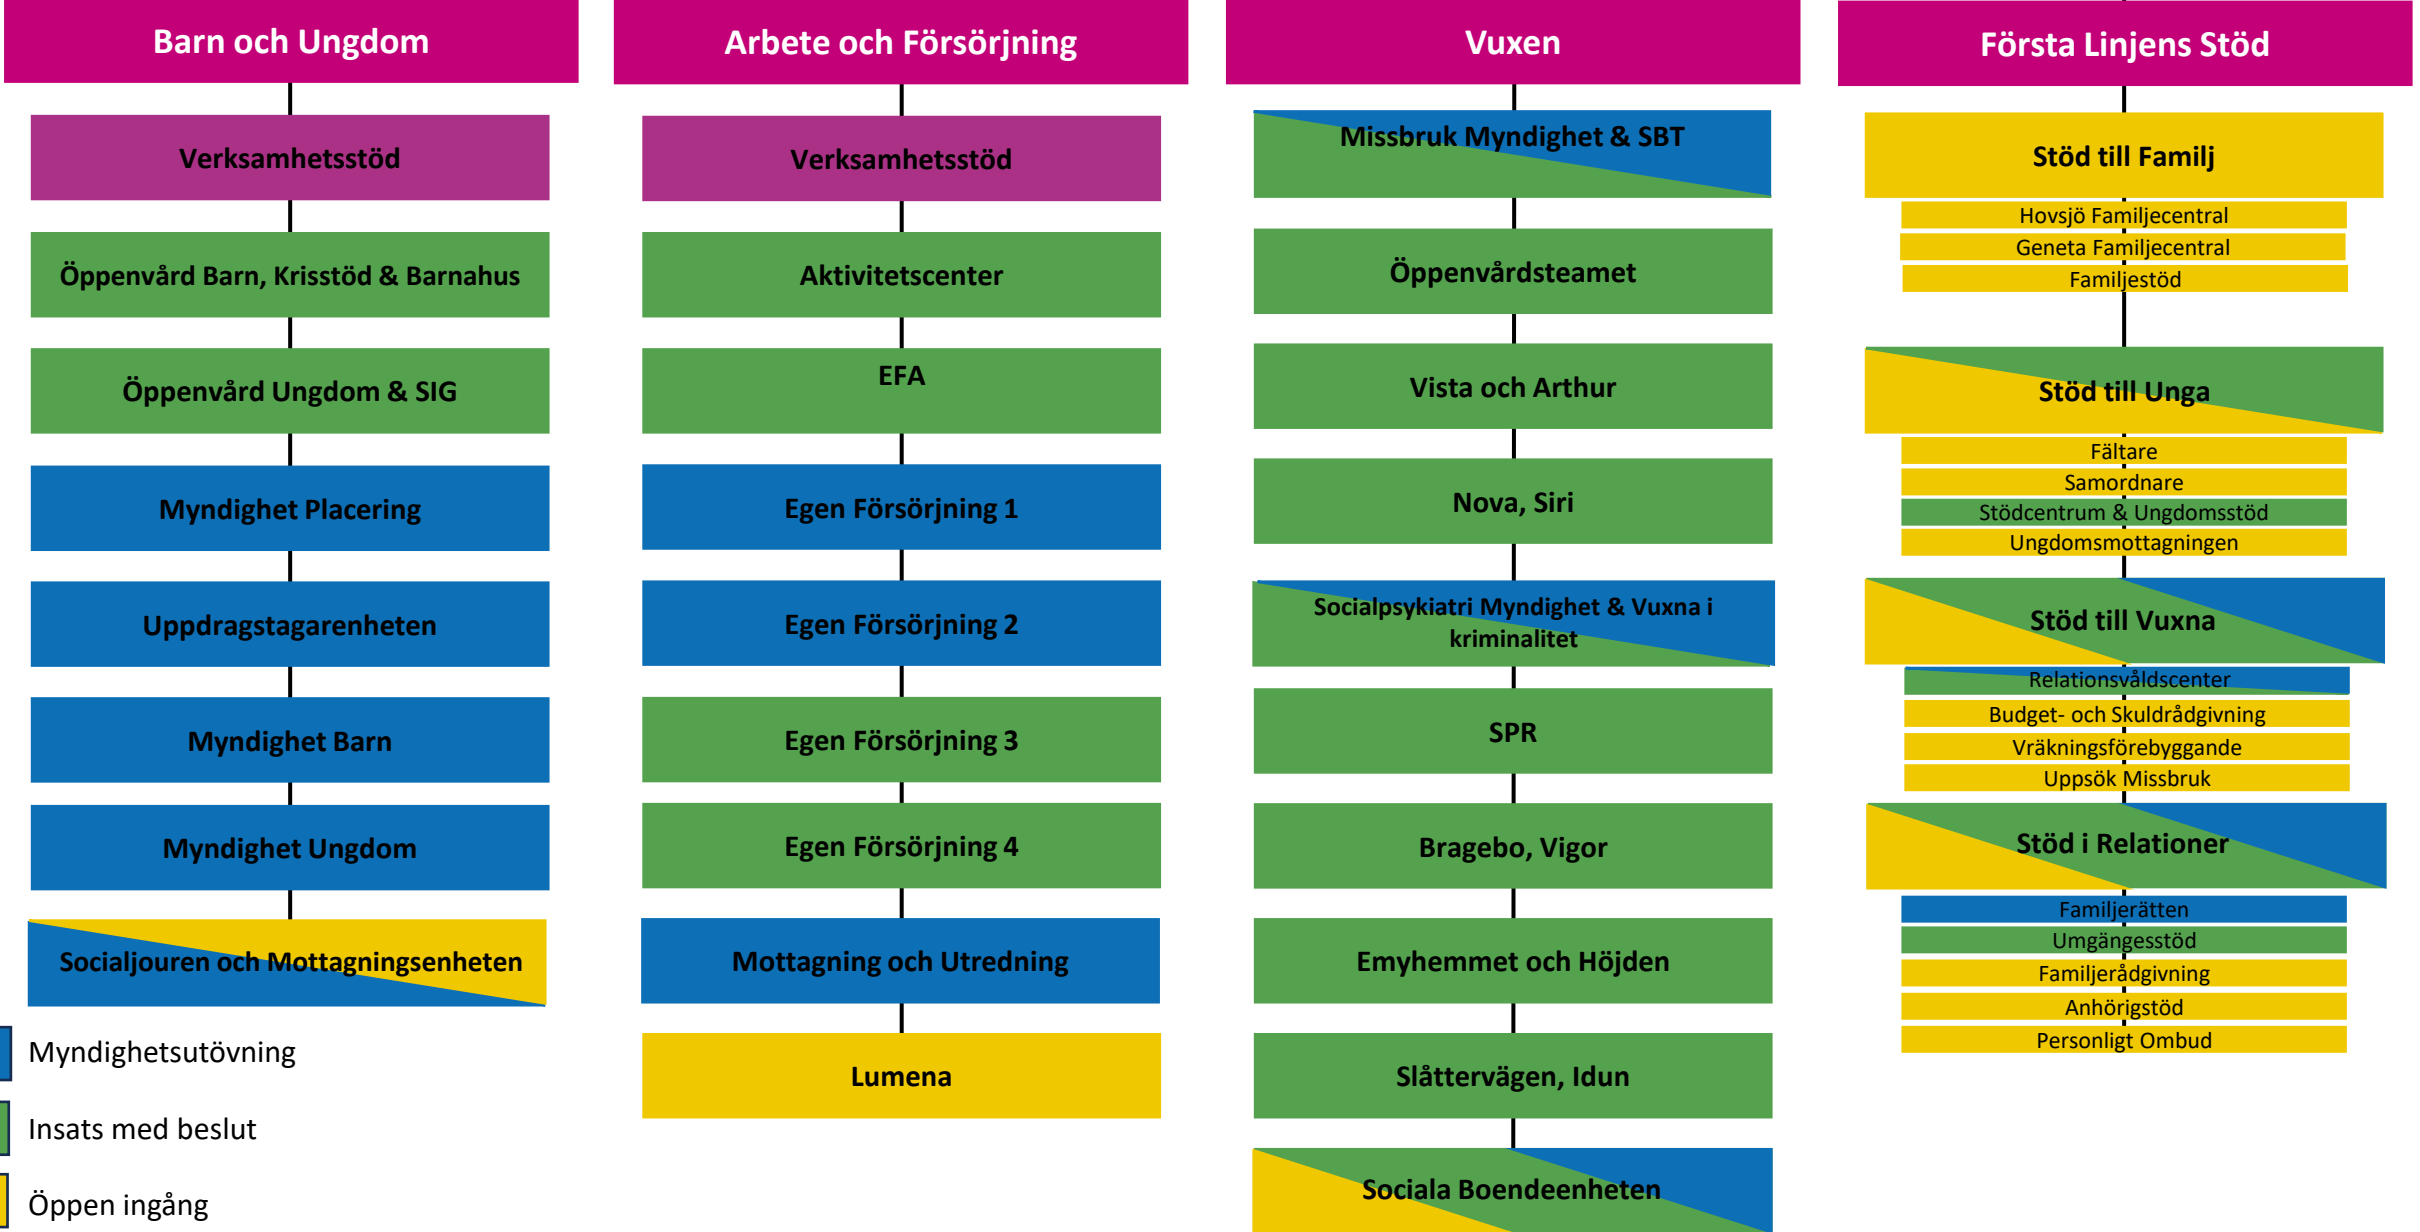 Barn och Ungdom
Verksamhetsstöd
Öppenvård Barn, Krisstöd & Barnahus
Öppenvård Ungdom & SIG
Myndighet Placering
Uppdragstagarenheten
Myndighet Barn
Myndighet Ungdom
Socialjouren och Mottagningsenheten
Myndighetsutövning
Insats med beslut
Öppen ingång
Arbete och Försörjning
Verksamhetsstöd
Aktivitetscenter
EFA
Egen Försörjning 1
Egen Försörjning 2
Egen Försörjning 3
Egen Försörjning 4
Mottagning och Utredning
Lumena
Vuxen
Missbruk Myndighet & SBT
Öppenvårdsteamet
Vista och Arthur
Nova, Siri
Socialpsykiatri Myndighet & Vuxna i
kriminalitet
SPR
Bragebo, Vigor
Emyhemmet och Höjden
Slåttervägen, Idun
Sociala Boendeenheten
Första Linjens Stöd
Stöd till Familj
Hovsjö Familjecentral
Geneta Familjecentral
Familjestöd
Stöd till Unga
Fältare
Samordnare
Stödcentrum & Ungdomsstöd
Ungdomsmottagningen
Stöd till Vuxna
Relationsvåldscenter
Budget- och Skuldrådgivning
Vräkningsförebyggande
Uppsök Missbruk
Stöd i Relationer
Familjerätten
Umgängesstöd
Familjerådgivning
Anhörigstöd
Personligt Ombud